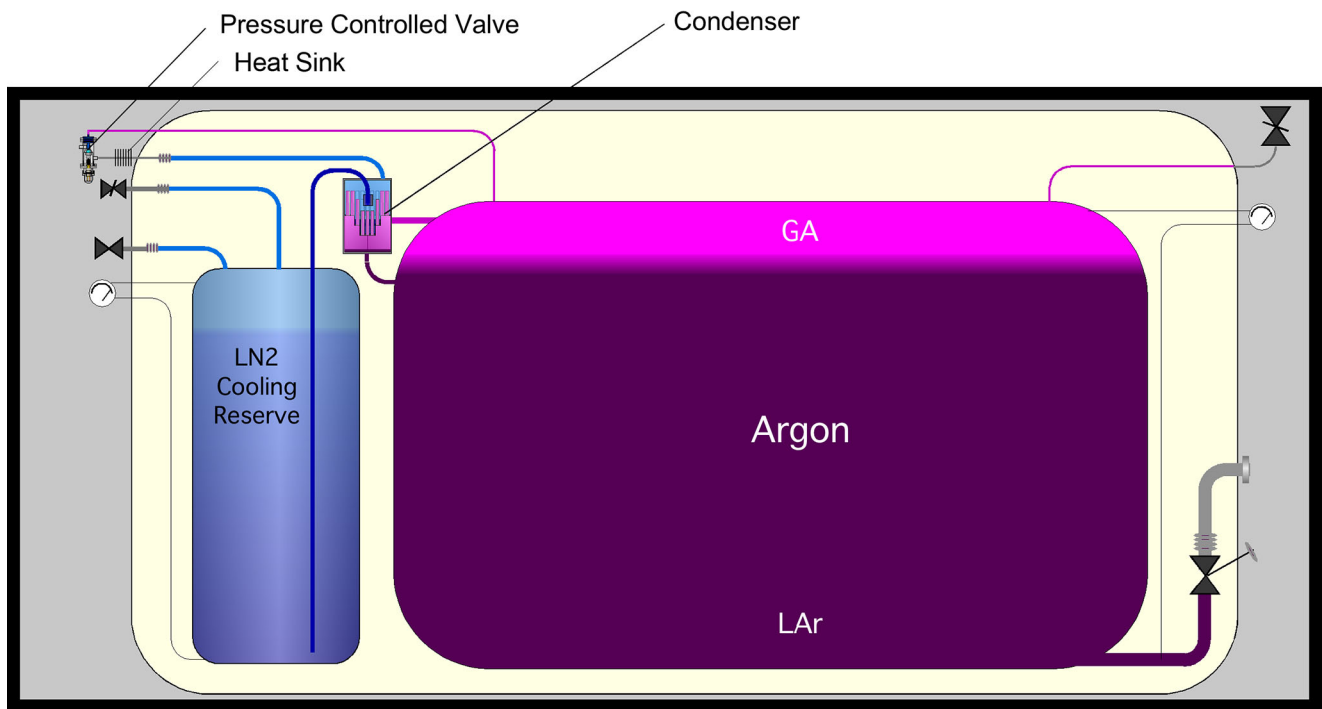 Pressure Controlled Valve
Condenser
Heat Sink
GA
LN2
Cooling
Reserve
Argon
LAr